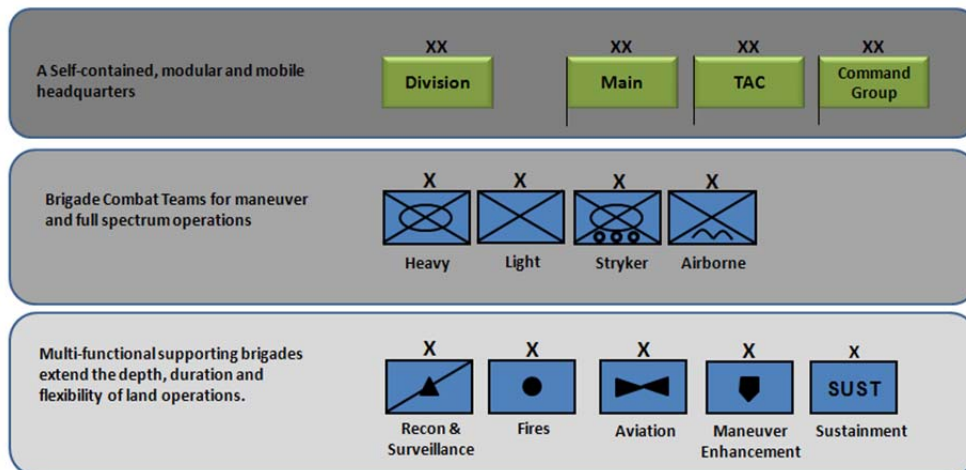 A Self-contained, modular and mobile
headquarters
XX
Division
XX
Main
XX
TAC
XX
Command
Group
Brigade Combat Teams for maneuver
and full spectrum operations
X
Heavy
X
Light
X
Stryker
X
Airborne
Multi-functional supporting brigades
extend the depth, duration and
flexibility of land operations.
X
Recon &
Surveillance
X
Fires
X
Aviation
X
Maneuver
Enhancement
X
SUST
Sustainment